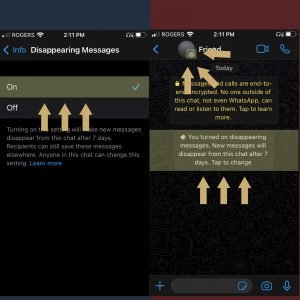 ROGERS
2:11 PM
Info
Disappearing Messages
On
Off
Turning on this setting will make new messages
disappear from this chat after 7 days.
Recipients can still save these messages
elsewhere. Anyone in this chat can change this
setting. Learn more
ROGERS
2:11 PM
Friend
Today
Messages and calls are end-to-
end encrypted. No one outside of
this chat, not even WhatsApp, can
read or listen to them. Tap to learn
more.
You turned on disappearing
messages. New messages will
disappear from this chat after 7
days. Tap to change